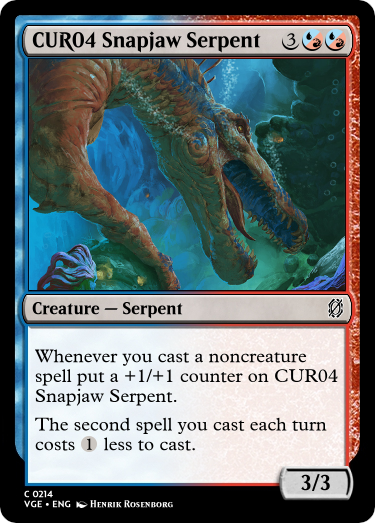 CUR04 Snapjaw Serpent 3
Creature — Serpent
Whenever you cast a noncreature
spell put a +1/+1 counter on CUR04
Snapjaw Serpent.
The second spell you cast each turn
costs 1 less to cast.
3/3
C 0214
VGE • ENG Henrik Rosenborg